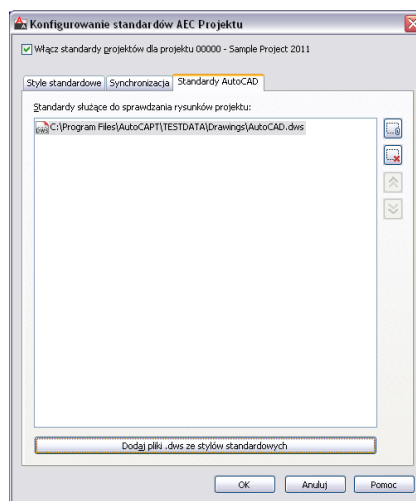 Konfigurowanie standardów AEC Projektu
Włącz standardy projektów dla projektu 00000 - Sample Project 2011
Style standardowe Synchronizacja Standardy AutoCAD
Standardy służące do sprawdzania rysunków projektu:
C:\Program Files\AutoCAPT\TESTDATA\Drawings\AutoCAD.dws
Dodaj pliki .dws ze stylów standardowych
OK Anuluj Pomoc